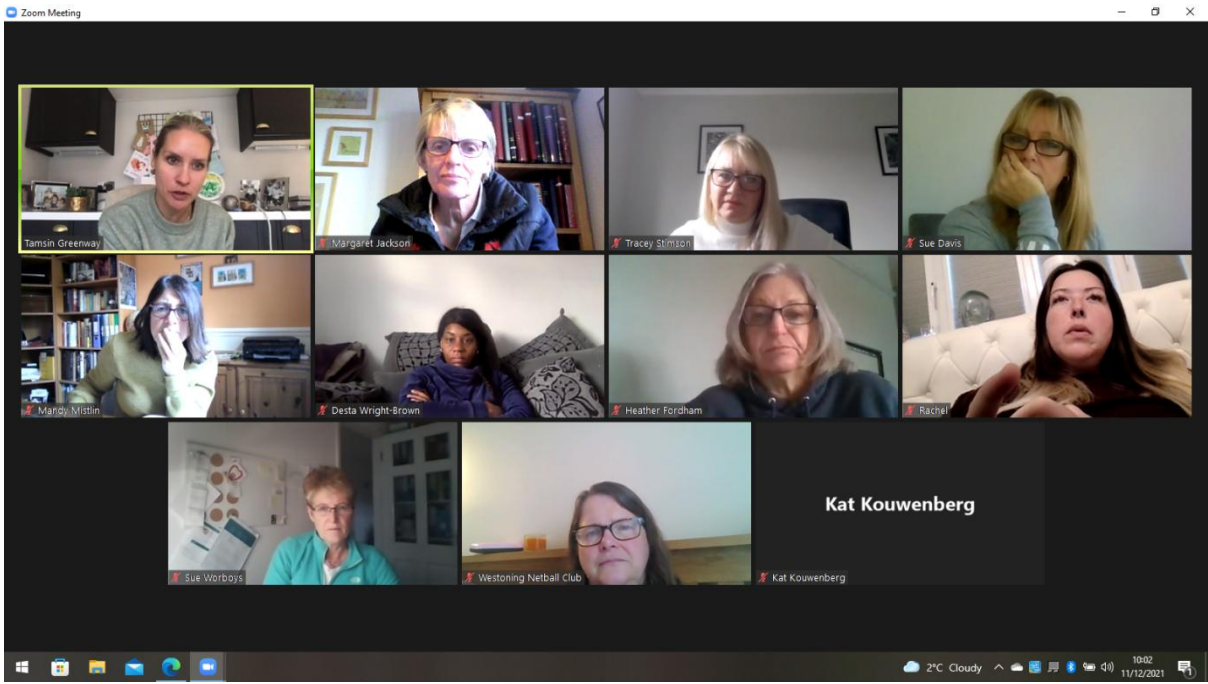 Zoom Meeting
Tamsin Greenway
Margaret Jackson
Tracey Stimson
Sue Davis
Mandy Mistlin
Desta Wright-Brown
Heather Fordham
Rachel
Sue Worboys
Westoning Netball Club
Kat Kouwenberg
Kat Kouwenberg
2°C Cloudy
10:02
11/12/2021
1